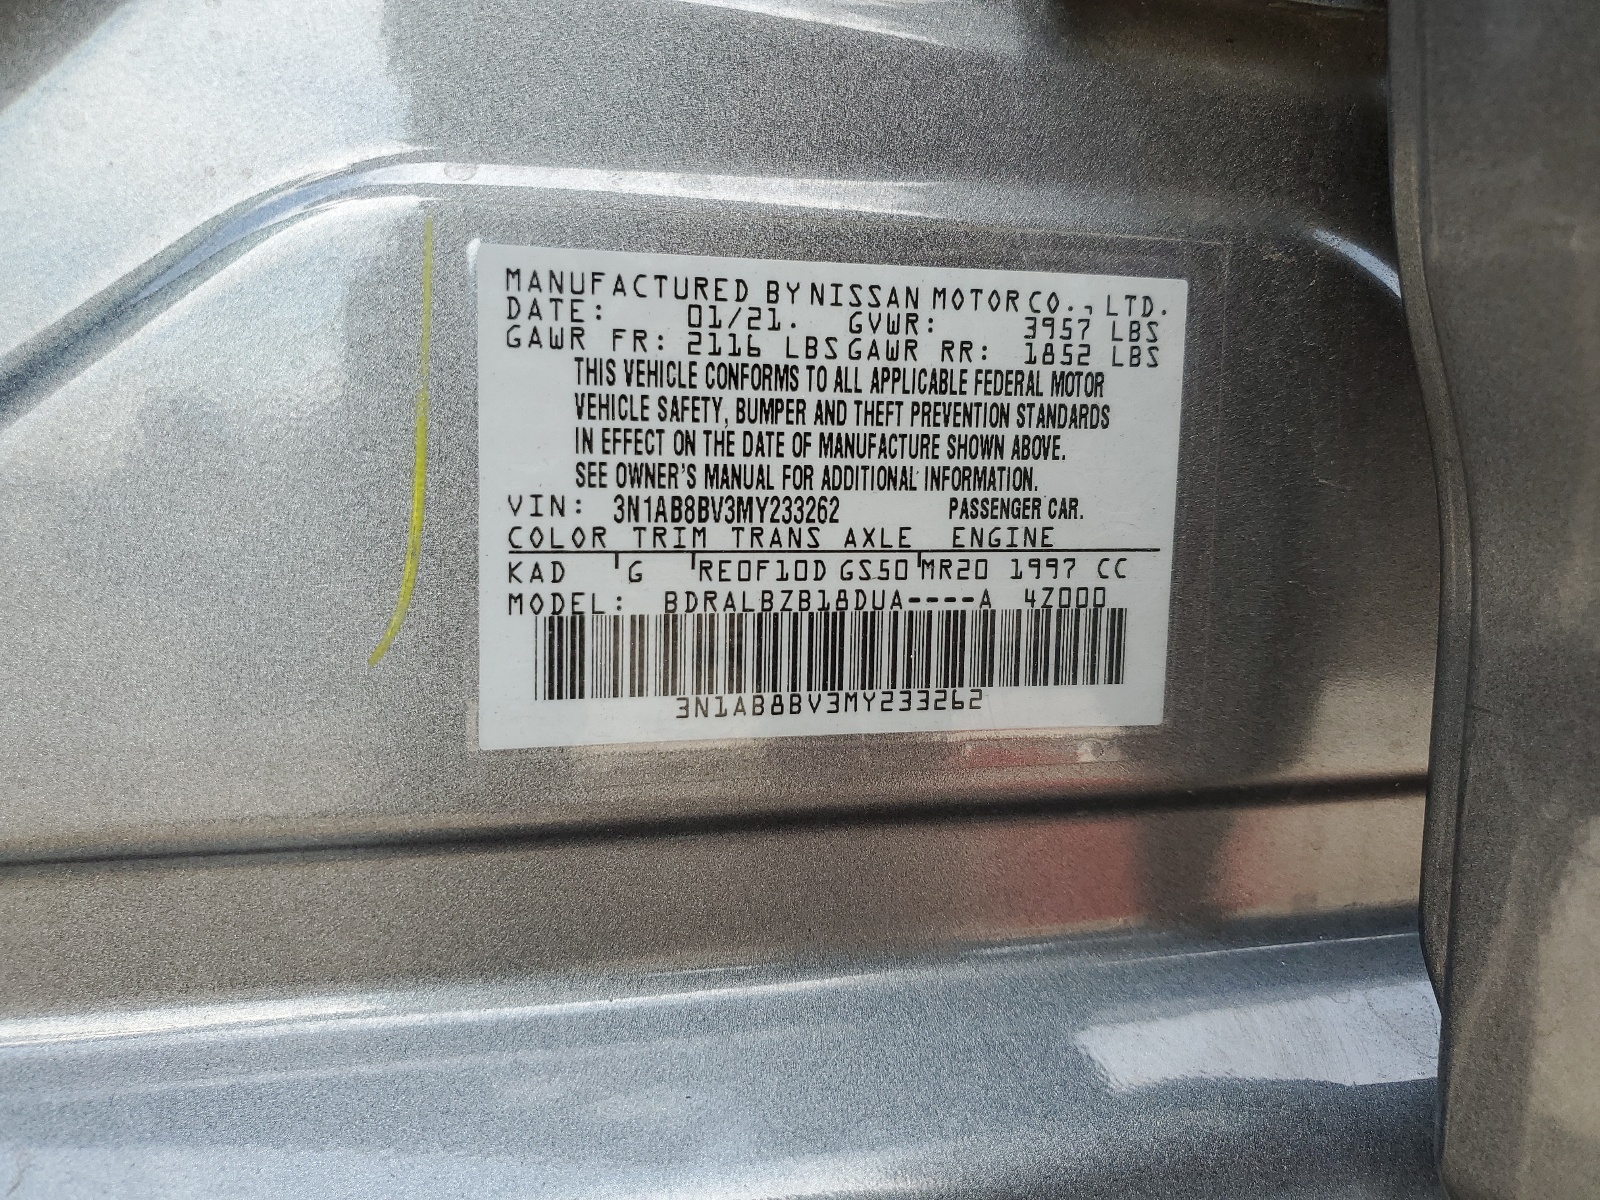 MANUFACTURED BY NISSAN MOTOR CO., LTD.
DATE: 01/21. GVWR: 3957 LBS
GAWR FR: 2116 LBS GAWR RR: 1852 LBS
THIS VEHICLE CONFORMS TO ALL APPLICABLE FEDERAL MOTOR
VEHICLE SAFETY, BUMPER AND THEFT PREVENTION STANDARDS
IN EFFECT ON THE DATE OF MANUFACTURE SHOWN ABOVE.
SEE OWNER'S MANUAL FOR ADDITIONAL INFORMATION.
VIN: 3N1AB8BV3MY233262 PASSENGER CAR.
COLOR TRIM TRANS AXLE ENGINE
KAD G RE0F10D GS50 MR20 1997 CC
MODEL: BDRALBZB18DUA----A 4Z000
3N1AB8BV3MY233262